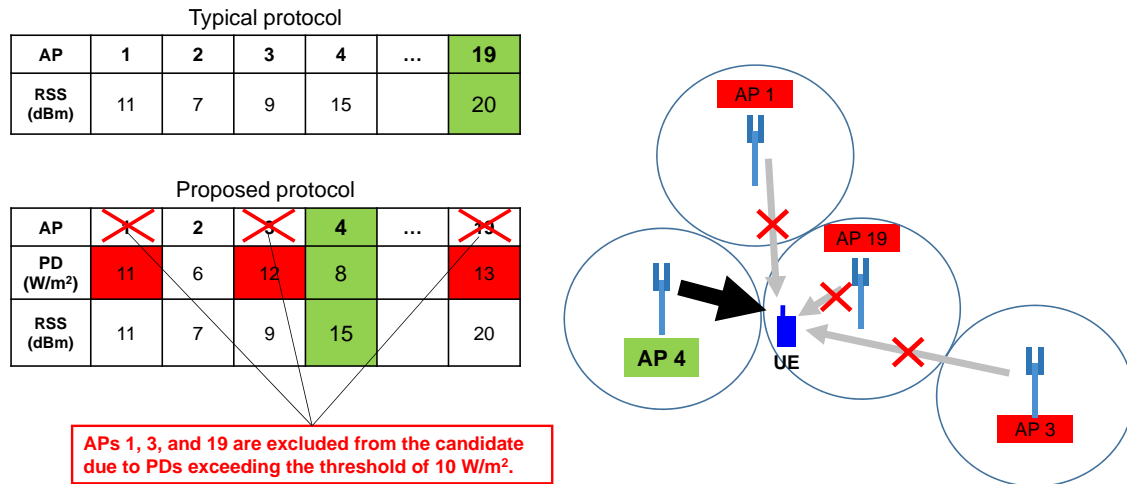 Typical protocol
AP 1 2 3 4 ... 19
RSS (dBm) 11 7 9 15 20
Proposed protocol
AP 1 2 3 4 ... 19
PD (W/m²) 11 6 12 8 13
RSS (dBm) 11 7 9 15 20
APs 1, 3, and 19 are excluded from the candidate
due to PDs exceeding the threshold of 10 W/m².
AP 1
AP 19
AP 4
UE
AP 3